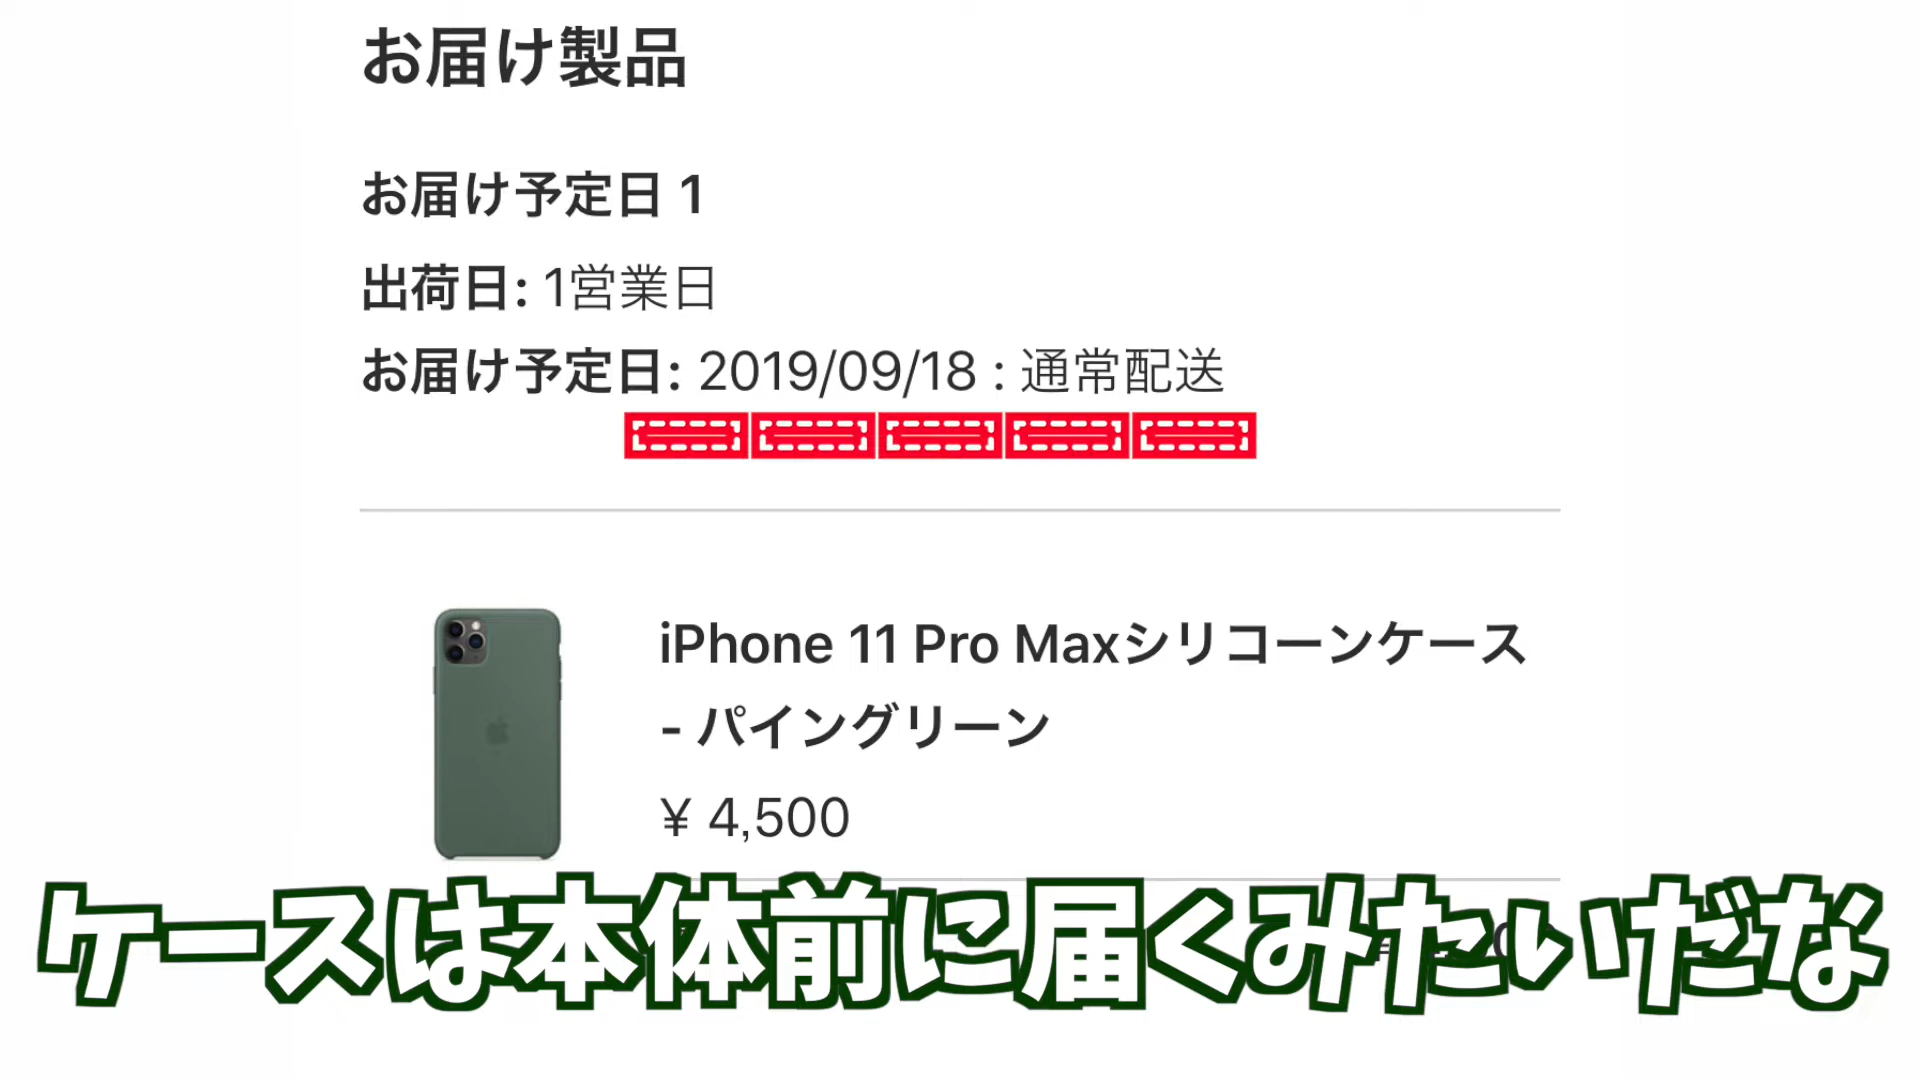 お届け製品
お届け予定日 1
出荷日: 1営業日
お届け予定日: 2019/09/18 : 通常配送
iPhone 11 Pro Maxシリコーンケース
- パイングリーン
¥ 4,500
ケースは本体前に届くみたいだな